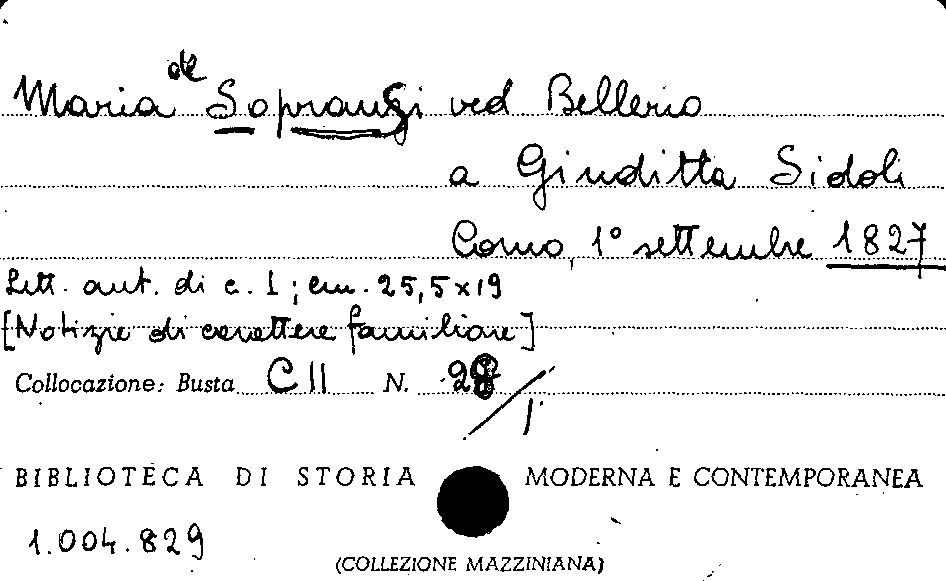 Maria de Sopransi ved Bellerio
a Giuditta Sidoli
Como, 1° settembre 1827
Lett. aut. di c. 1; cm. 25,5x19
[Notizie di carattere familiare]
Collocazione: Busta CII N. 28/1
BIBLIOTECA DI STORIA MODERNA E CONTEMPORANEA
1.004.829
(COLLEZIONE MAZZINIANA)